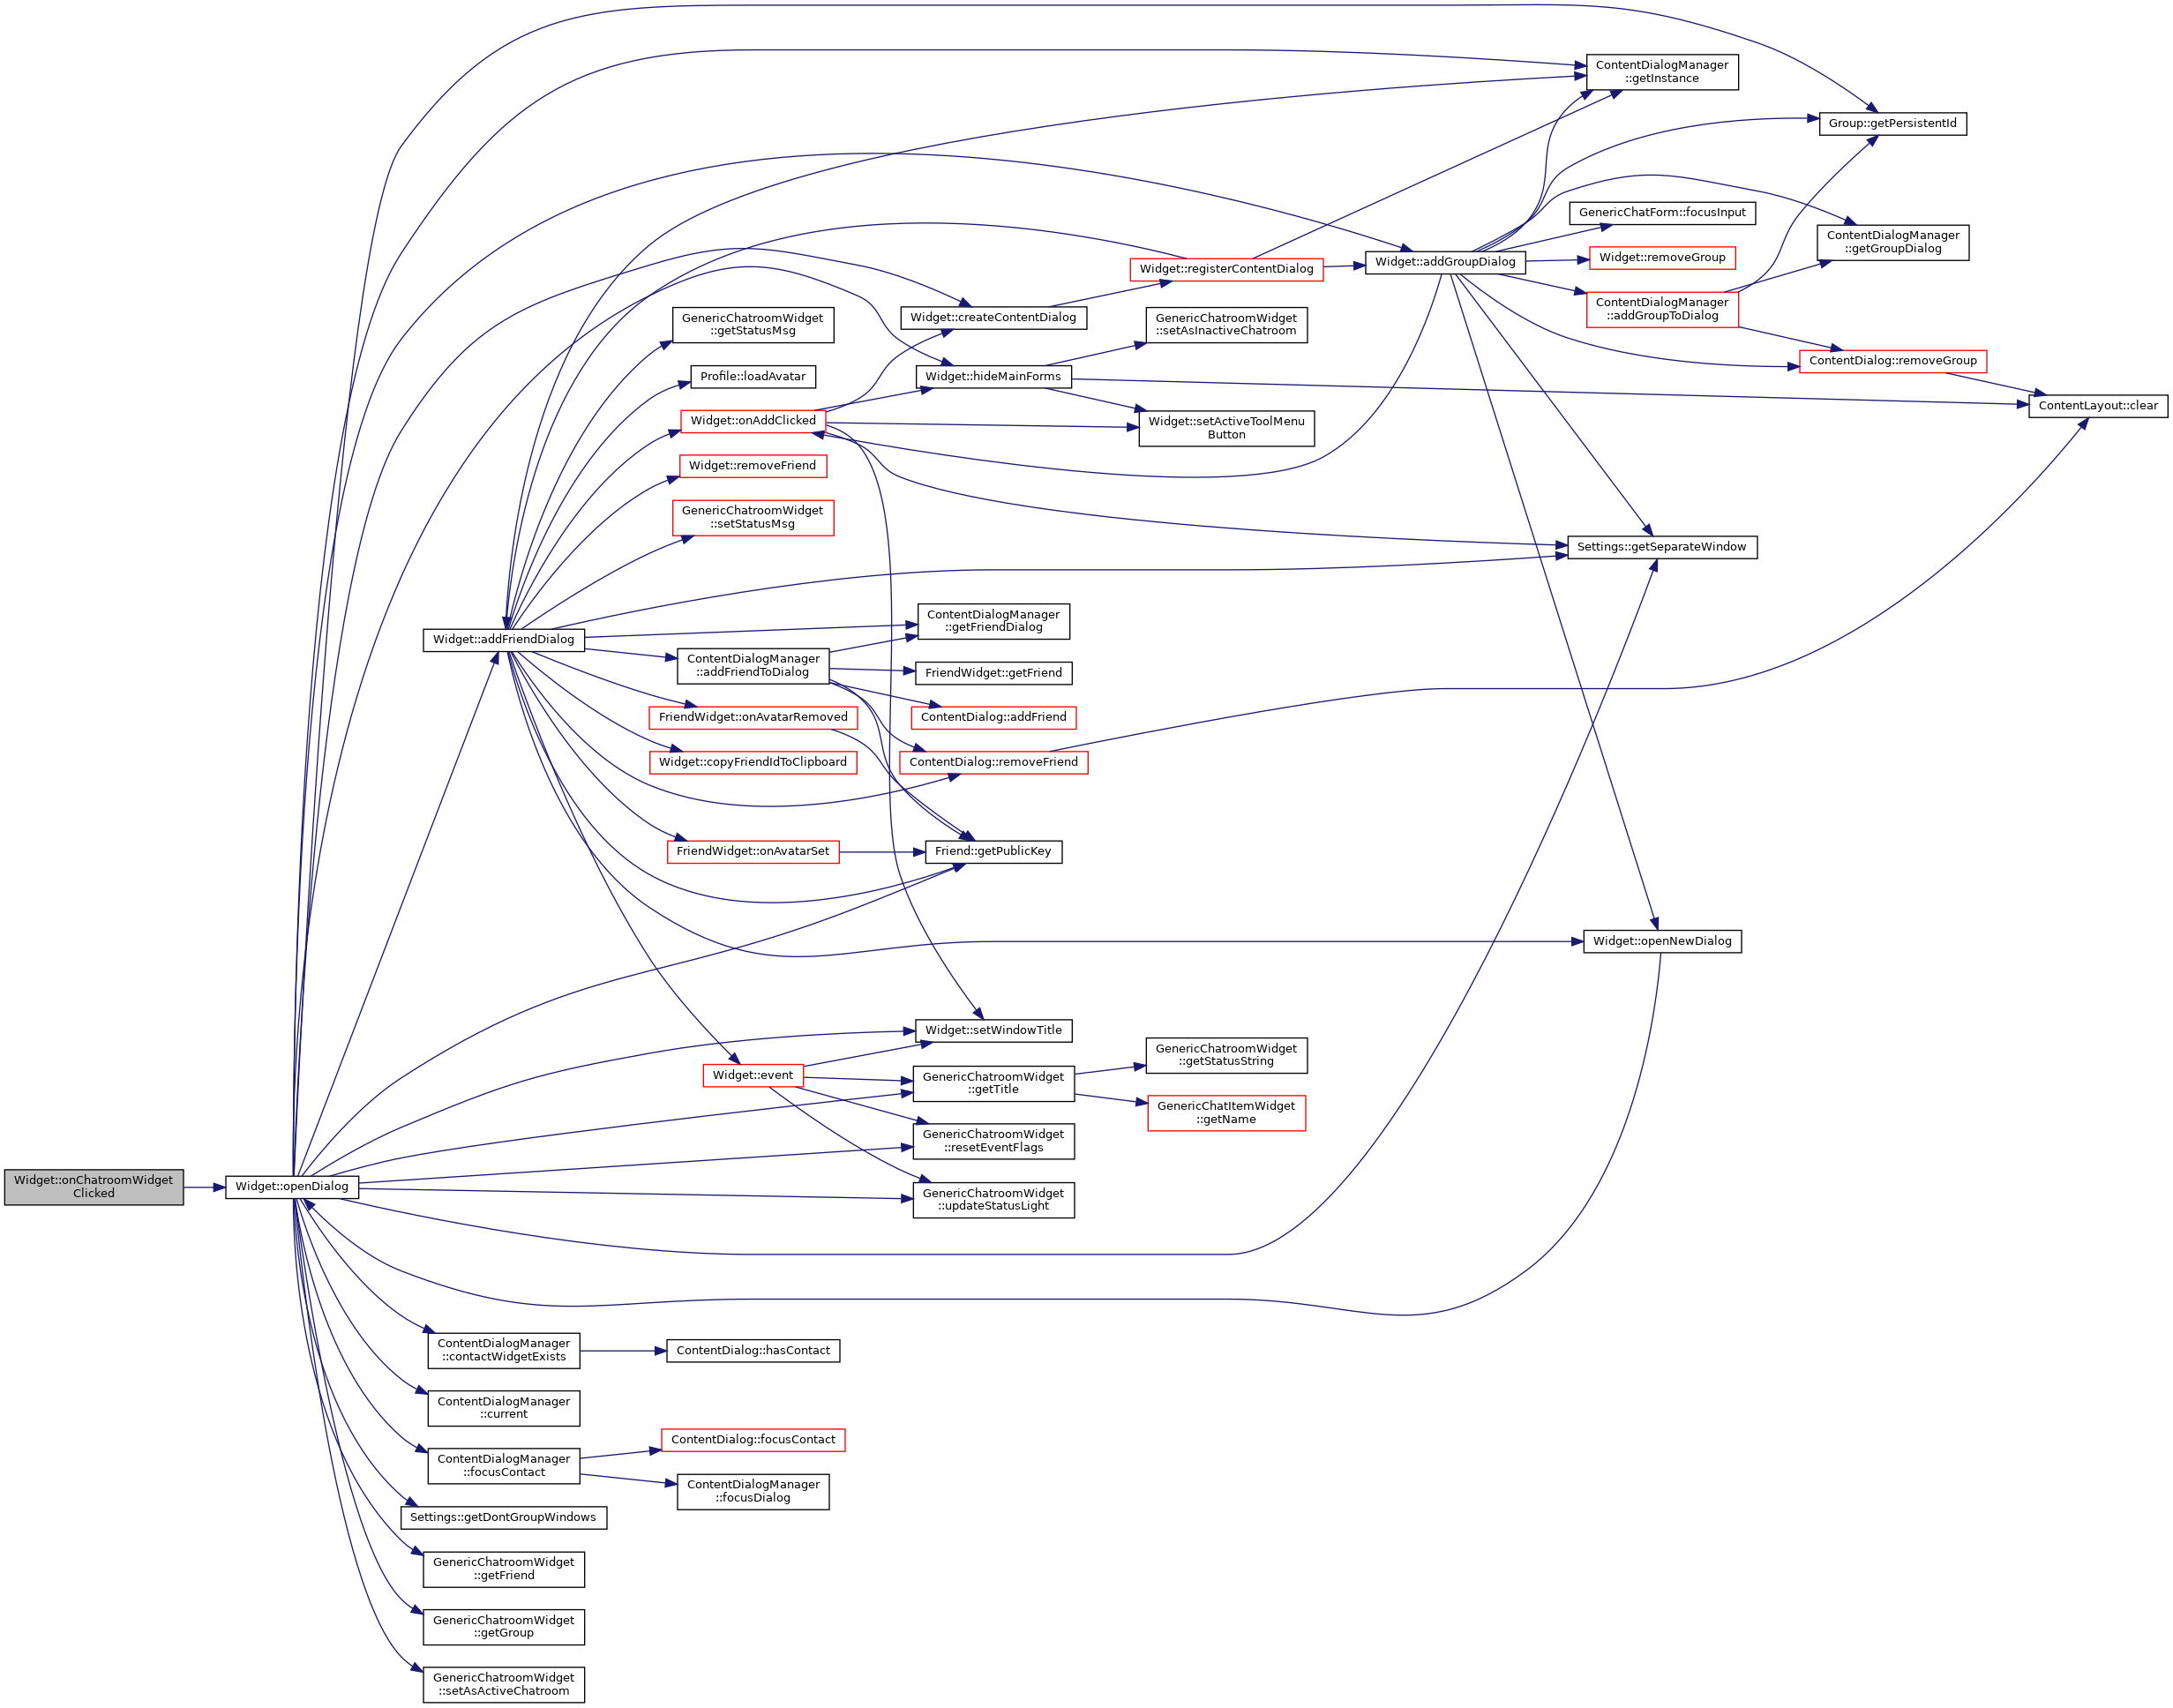 ContentDialogManager
::getInstance
Group::getPersistentId
GenericChatForm::focusInput
ContentDialogManager
::getGroupDialog
Widget::removeGroup
Widget::addGroupDialog
Widget::registerContentDialog
ContentDialogManager
::addGroupToDialog
Widget::createContentDialog
GenericChatroomWidget
::getStatusMsg
GenericChatroomWidget
::setAsInactiveChatroom
ContentDialog::removeGroup
Profile::loadAvatar
Widget::hideMainForms
ContentLayout::clear
Widget::onAddClicked
Widget::setActiveToolMenu
Button
Widget::removeFriend
GenericChatroomWidget
::setStatusMsg
Settings::getSeparateWindow
Widget::addFriendDialog
ContentDialogManager
::getFriendDialog
ContentDialogManager
::addFriendToDialog
FriendWidget::getFriend
FriendWidget::onAvatarRemoved
ContentDialog::addFriend
Widget::copyFriendIdToClipboard
ContentDialog::removeFriend
FriendWidget::onAvatarSet
Friend::getPublicKey
Widget::openNewDialog
Widget::setWindowTitle
Widget::event
GenericChatroomWidget
::getTitle
GenericChatroomWidget
::getStatusString
GenericChatItemWidget
::getName
GenericChatroomWidget
::resetEventFlags
Widget::onChatroomWidget
Clicked
Widget::openDialog
GenericChatroomWidget
::updateStatusLight
ContentDialogManager
::contactWidgetExists
ContentDialog::hasContact
ContentDialogManager
::current
ContentDialogManager
::focusContact
ContentDialog::focusContact
ContentDialogManager
::focusDialog
Settings::getDontGroupWindows
GenericChatroomWidget
::getFriend
GenericChatroomWidget
::getGroup
GenericChatroomWidget
::setAsActiveChatroom